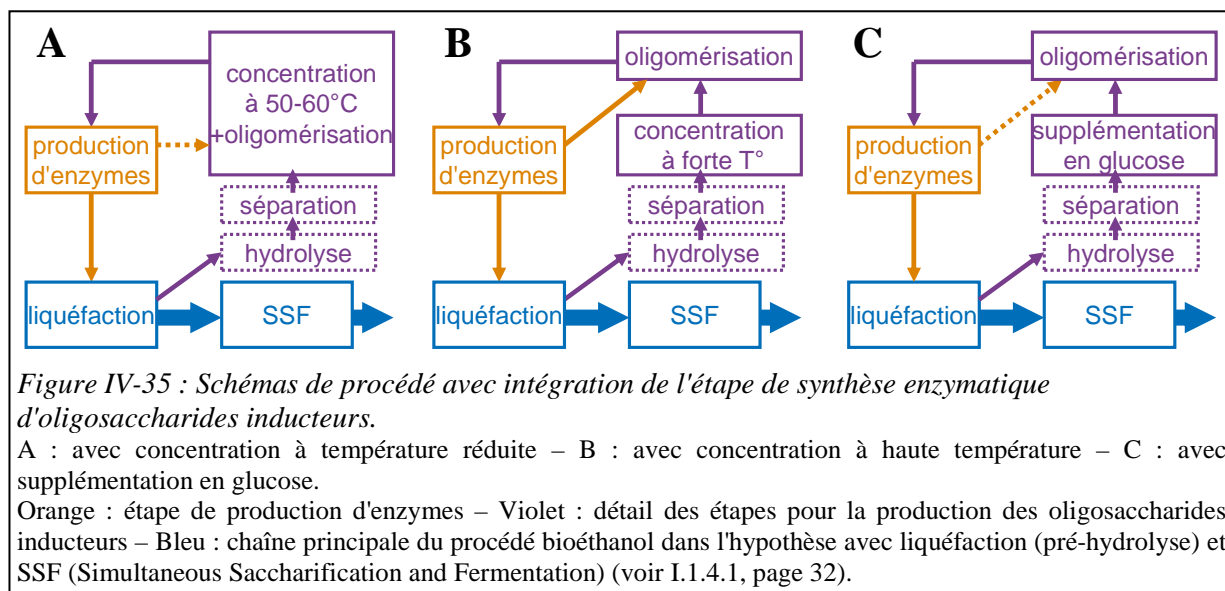 A
concentration
à 50-60°C
+oligomérisation
production
d'enzymes
séparation
hydrolyse
liquéfaction
SSF
B
oligomérisation
production
d'enzymes
concentration
à forte T°
séparation
hydrolyse
liquéfaction
SSF
C
oligomérisation
production
d'enzymes
supplémentation
en glucose
séparation
hydrolyse
liquéfaction
SSF
Figure IV-35 : Schémas de procédé avec intégration de l'étape de synthèse enzymatique
d'oligosaccharides inducteurs.
A : avec concentration à température réduite – B : avec concentration à haute température – C : avec
supplémentation en glucose.
Orange : étape de production d'enzymes – Violet : détail des étapes pour la production des oligosaccharides
inducteurs – Bleu : chaîne principale du procédé bioéthanol dans l'hypothèse avec liquéfaction (pré-hydrolyse) et
SSF (Simultaneous Saccharification and Fermentation) (voir I.1.4.1, page 32).